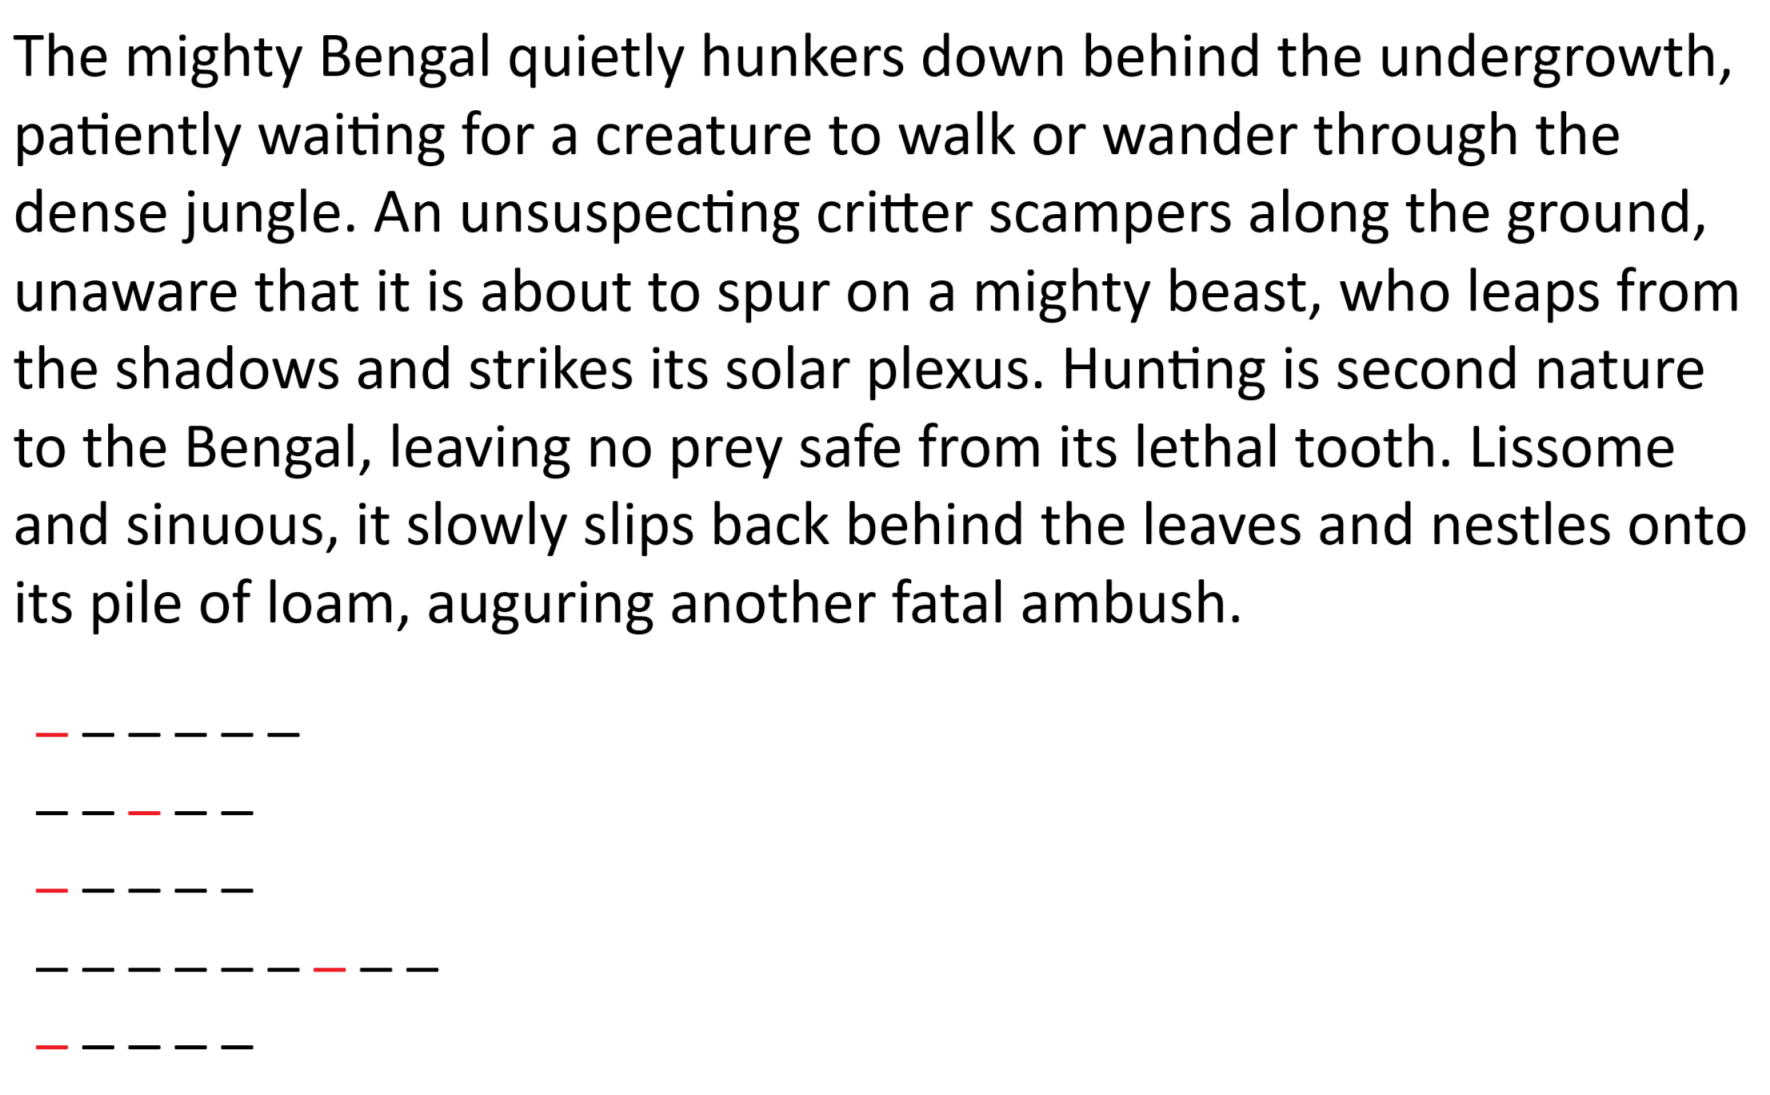 The mighty Bengal quietly hunkers down behind the undergrowth,
patiently waiting for a creature to walk or wander through the
dense jungle. An unsuspecting critter scampers along the ground,
unaware that it is about to spur on a mighty beast, who leaps from
the shadows and strikes its solar plexus. Hunting is second nature
to the Bengal, leaving no prey safe from its lethal tooth. Lissome
and sinuous, it slowly slips back behind the leaves and nestles onto
its pile of loam, auguring another fatal ambush.
_ _ _ _ _ _
_ _ _ _ _
_ _ _ _ _
_ _ _ _ _ _ _ _ _
_ _ _ _ _